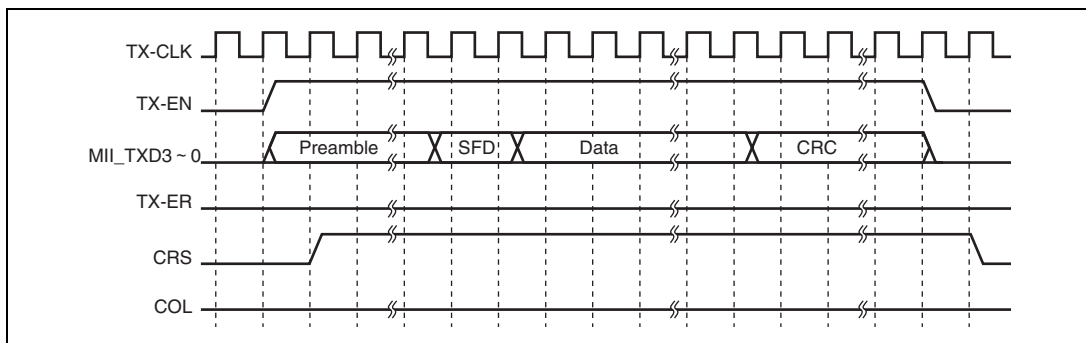 TX-CLK
TX-EN
MII_TXD3 ~ 0 Preamble SFD Data CRC
TX-ER
CRS
COL